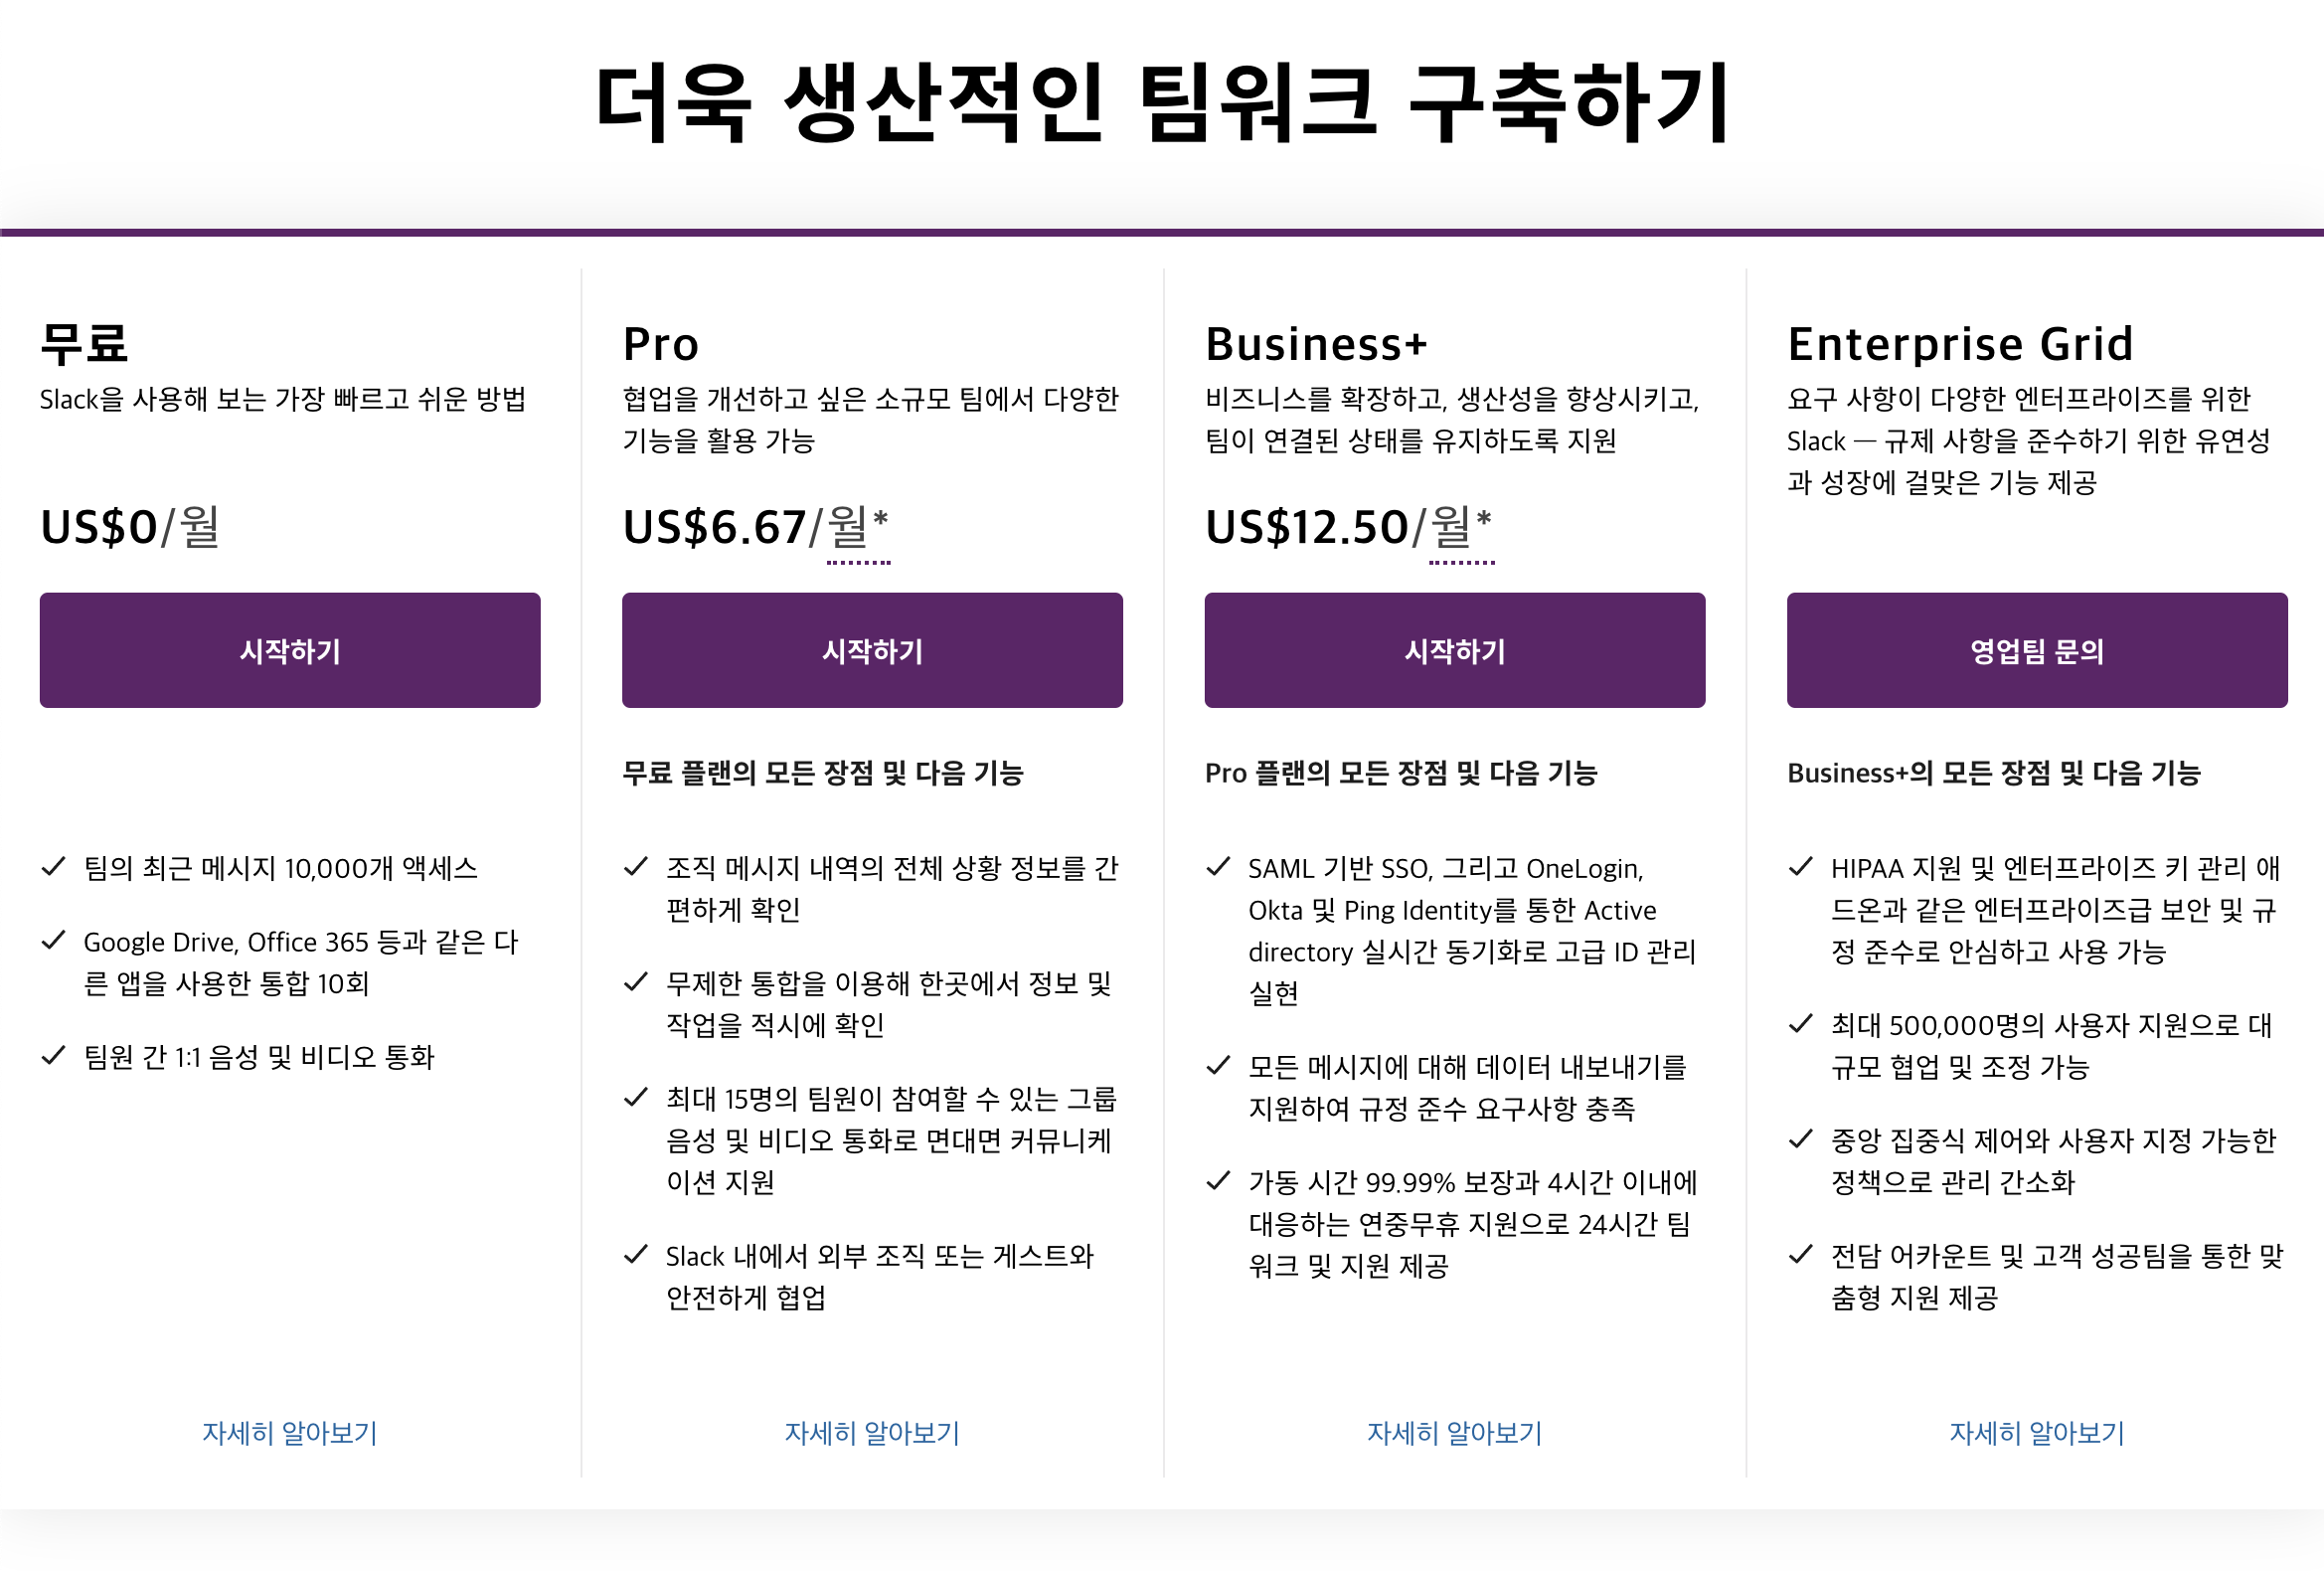 더욱 생산적인 팀워크 구축하기
무료
Slack을 사용해 보는 가장 빠르고 쉬운 방법
US$0/월
시작하기
팀의 최근 메시지 10,000개 액세스
Google Drive, Office 365 등과 같은 다
른 앱을 사용한 통합 10회
팀원 간 1:1 음성 및 비디오 통화
자세히 알아보기
Pro
협업을 개선하고 싶은 소규모 팀에서 다양한
기능을 활용 가능
US$6.67/월*
시작하기
무료 플랜의 모든 장점 및 다음 기능
조직 메시지 내역의 전체 상황 정보를 간
편하게 확인
무제한 통합을 이용해 한곳에서 정보 및
작업을 적시에 확인
최대 15명의 팀원이 참여할 수 있는 그룹
음성 및 비디오 통화로 면대면 커뮤니케
이션 지원
Slack 내에서 외부 조직 또는 게스트와
안전하게 협업
자세히 알아보기
Business+
비즈니스를 확장하고, 생산성을 향상시키고,
팀이 연결된 상태를 유지하도록 지원
US$12.50/월*
시작하기
Pro 플랜의 모든 장점 및 다음 기능
SAML 기반 SSO, 그리고 OneLogin,
Okta 및 Ping Identity를 통한 Active
directory 실시간 동기화로 고급 ID 관리
실현
모든 메시지에 대해 데이터 내보내기를
지원하여 규정 준수 요구사항 충족
가동 시간 99.99% 보장과 4시간 이내에
대응하는 연중무휴 지원으로 24시간 팀
워크 및 지원 제공
자세히 알아보기
Enterprise Grid
요구 사항이 다양한 엔터프라이즈를 위한
Slack — 규제 사항을 준수하기 위한 유연성
과 성장에 걸맞은 기능 제공
영업팀 문의
Business+의 모든 장점 및 다음 기능
HIPAA 지원 및 엔터프라이즈 키 관리 애
드온과 같은 엔터프라이즈급 보안 및 규
정 준수로 안심하고 사용 가능
최대 500,000명의 사용자 지원으로 대
규모 협업 및 조정 가능
중앙 집중식 제어와 사용자 지정 가능한
정책으로 관리 간소화
전담 어카운트 및 고객 성공팀을 통한 맞
춤형 지원 제공
자세히 알아보기